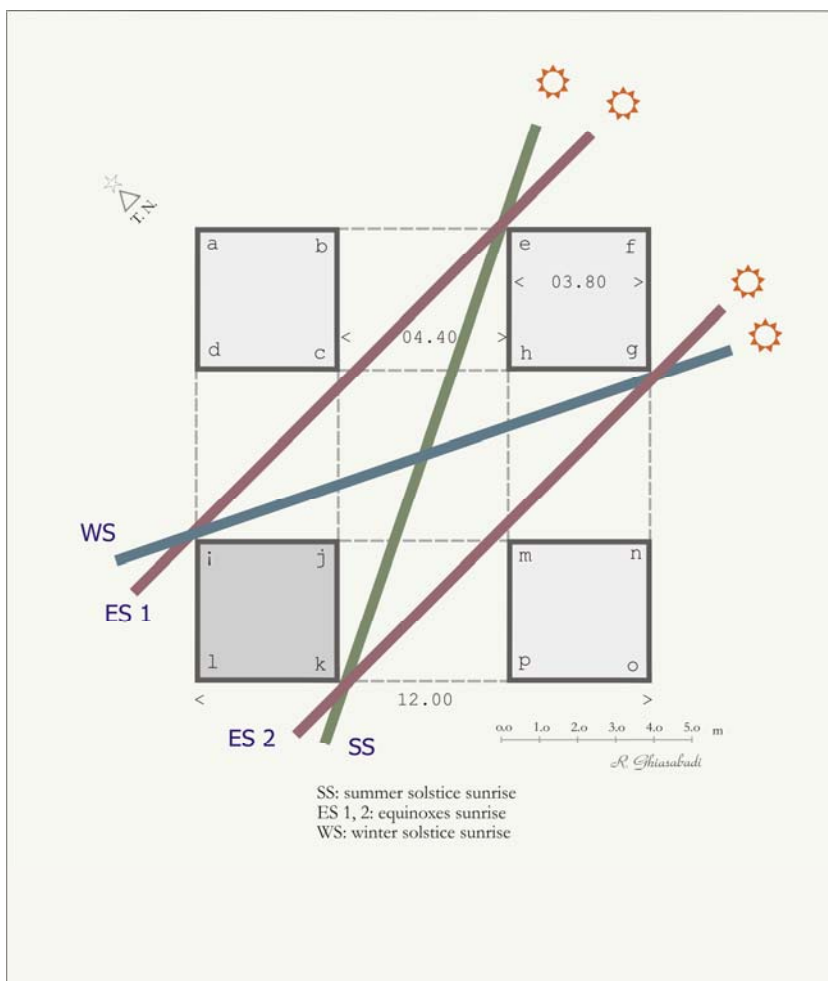 T. N.
a b e f
< 03.80 >
< 04.40 >
d c h g
WS
i j m n
ES 1
l k p o
< 12.00 >
ES 2 SS
0.0 1.0 2.0 3.0 4.0 5.0 m
R. Ghiasabadi
SS: summer solstice sunrise
ES 1, 2: equinoxes sunrise
WS: winter solstice sunrise